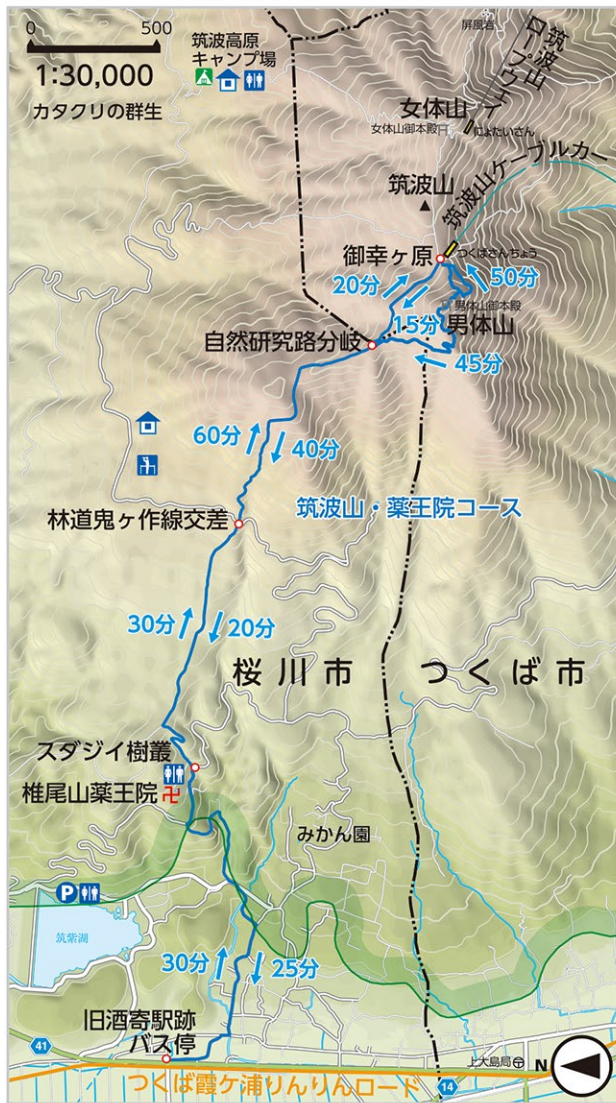 0 500
1:30,000
カタクリの群生
筑波高原
キャンプ場
屏風岩
筑波山
ロープウェイ
女体山
女体山御本殿
にょたいさん
筑波山ケーブルカー
筑波山
御幸ヶ原
つくばさんちょう
20分
50分
15分
男体山御本殿
男体山
自然研究路分岐
45分
60分
40分
筑波山・薬王院コース
林道鬼ヶ作線交差
30分
20分
桜川市
つくば市
スダジイ樹叢
椎尾山薬王院
みかん園
P
筑紫湖
30分
25分
旧酒寄駅跡
バス停
41
上大島局
N
つくば霞ヶ浦りんりんロード
14